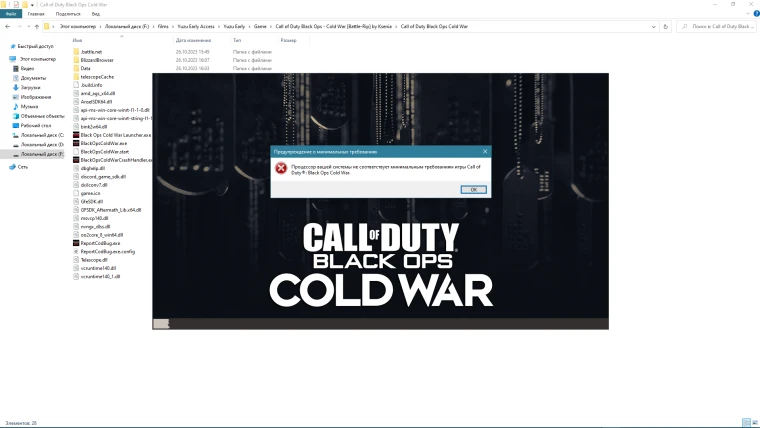 Call of Duty Black Ops Cold War
Файл Главная Поделиться Вид
Этот компьютер > Локальный диск (F:) > Films > Yuzu Early Access > Yuzu Early > Game > Call of Duty Black Ops - Cold War [Battle-Rip] by Ksenia > Call of Duty Black Ops Cold War
Поиск в: Call of Duty Black ...
Имя Дата изменения Тип Размер
Быстрый доступ
Этот компьютер
Видео
Документы
Загрузки
Изображения
Музыка
Объемные объекты
Рабочий стол
Локальный диск (C:
Локальный диск (D:
Локальный диск (F:
Сеть
.battle.net 26.10.2023 15:49 Папка с файлами
BlizzardBrowser 26.10.2023 16:07 Папка с файлами
Data 26.10.2023 16:03 Папка с файлами
telescopeCache
.build.info
amd_ags_x64.dll
AnselSDK64.dll
api-ms-win-core-winrt-l1-1-0.dll
api-ms-win-core-winrt-string-l1-1
bink2w64.dll
Black Ops Cold War Launcher.exe
BlackOpsColdWar.exe
BlackOpsColdWar.start
BlackOpsColdWarCrashHandler.ex
dbghelp.dll
discord_game_sdk.dll
dxilconv7.dll
game.icn
GfeSDK.dll
GFSDK_Aftermath_Lib.x64.dll
msvcp140.dll
nvngx_dlss.dll
oo2core_8_win64.dll
ReportCodBug.exe
ReportCodBug.exe.config
Telescope.dll
vcruntime140.dll
vcruntime140_1.dll
Предупреждение о минимальных требованиях
Процессор вашей системы не соответствует минимальным требованиям игры Call of
Duty®: Black Ops Cold War.
OK
CALL OF DUTY
BLACK OPS
COLD WAR